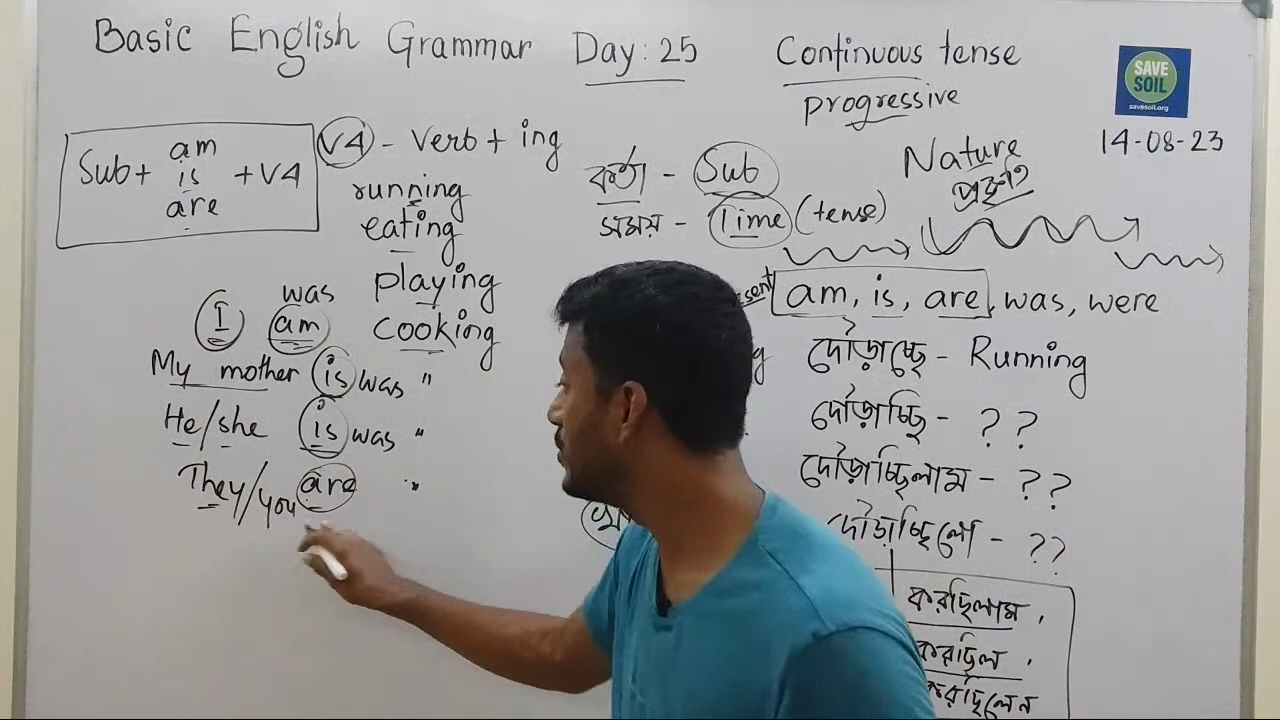 Basic English Grammar Day: 25
Continuous tense
progressive
SAVE
SOIL
savesoil.org
14-08-23
Sub + am is are + V4
V4 - Verb + ing
running
eating
playing
cooking
কর্তা - Sub
সময় - Time (tense)
Nature
প্রকৃতি
am, is, are, was, were
was
I am
My mother is was "
He/she is was "
They/you are "
দৌড়াচ্ছে - Running
দৌড়াচ্ছি - ??
দৌড়াচ্ছিলাম - ??
দৌড়াচ্ছিলো - ??
করছিলাম,
করছিল,
করছিলেন